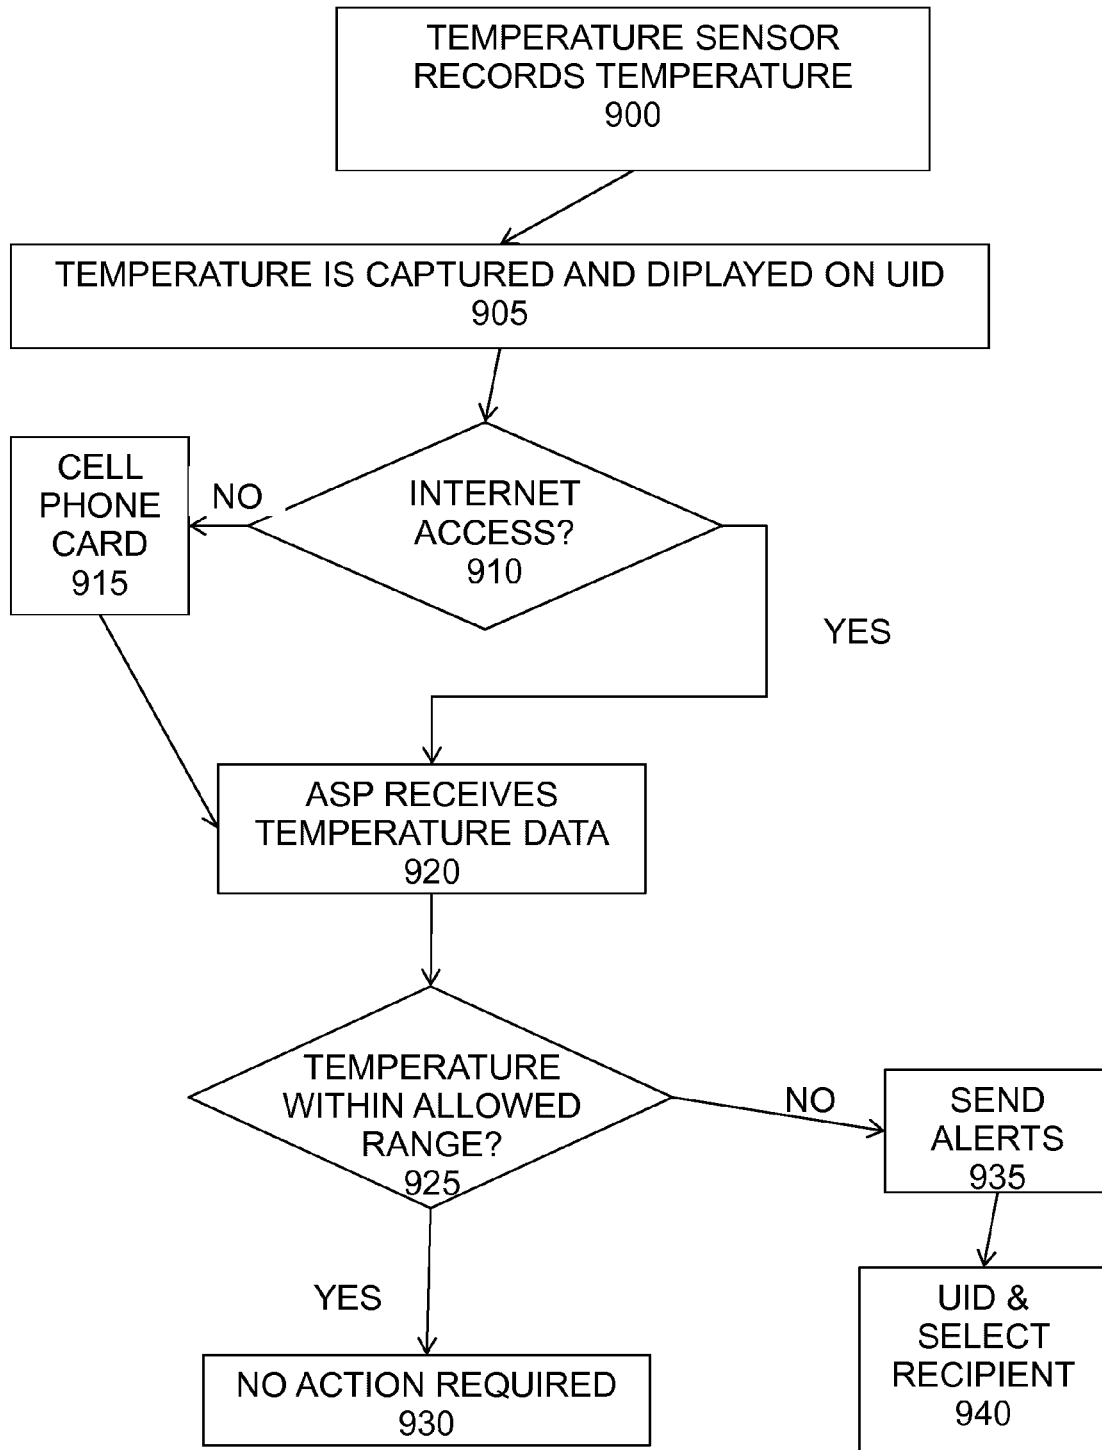 TEMPERATURE SENSOR
RECORDS TEMPERATURE
900
TEMPERATURE IS CAPTURED AND DIPLAYED ON UID
905
CELL
PHONE
CARD
915
NO
INTERNET
ACCESS?
910
YES
ASP RECEIVES
TEMPERATURE DATA
920
TEMPERATURE
WITHIN ALLOWED
RANGE?
925
NO
SEND
ALERTS
935
YES
UID &
SELECT
RECIPIENT
940
NO ACTION REQUIRED
930